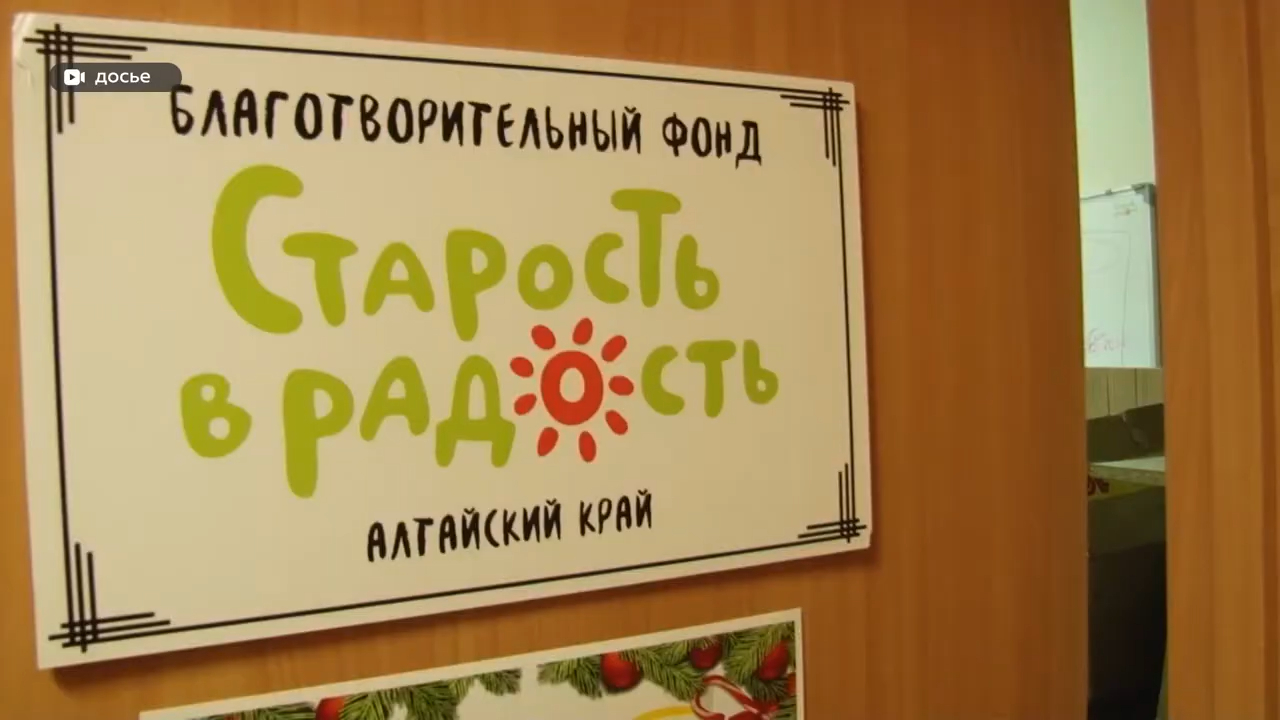 досье
БЛАГОТВОРИТЕЛЬНЫЙ ФОНД
СТАРОСТЬ
В РАДОСТЬ
АЛТАЙСКИЙ КРАЙ